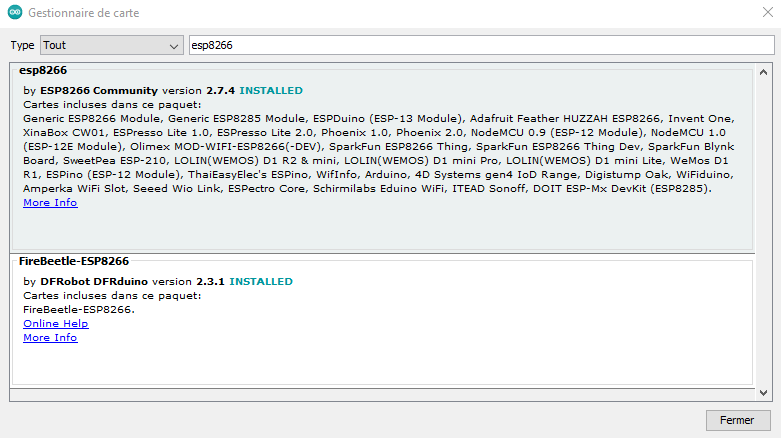 Gestionnaire de carte
Type Tout esp8266
esp8266
by ESP8266 Community version 2.7.4 INSTALLED
Cartes incluses dans ce paquet:
Generic ESP8266 Module, Generic ESP8285 Module, ESPDuino (ESP-13 Module), Adafruit Feather HUZZAH ESP8266, Invent One,
XinaBox CW01, ESPresso Lite 1.0, ESPresso Lite 2.0, Phoenix 1.0, Phoenix 2.0, NodeMCU 0.9 (ESP-12 Module), NodeMCU 1.0
(ESP-12E Module), Olimex MOD-WIFI-ESP8266(-DEV), SparkFun ESP8266 Thing, SparkFun ESP8266 Thing Dev, SparkFun Blynk
Board, SweetPea ESP-210, LOLIN(WEMOS) D1 R2 & mini, LOLIN(WEMOS) D1 mini Pro, LOLIN(WEMOS) D1 mini Lite, WeMos D1
R1, ESPino (ESP-12 Module), ThaiEasyElec's ESPino, WifInfo, Arduino, 4D Systems gen4 IoD Range, Digistump Oak, WiFiduino,
Amperka WiFi Slot, Seeed Wio Link, ESPectro Core, Schirmilabs Eduino WiFi, ITEAD Sonoff, DOIT ESP-Mx DevKit (ESP8285).
More Info
FireBeetle-ESP8266
by DFRobot DFRduino version 2.3.1 INSTALLED
Cartes incluses dans ce paquet:
FireBeetle-ESP8266.
Online Help
More Info
Fermer